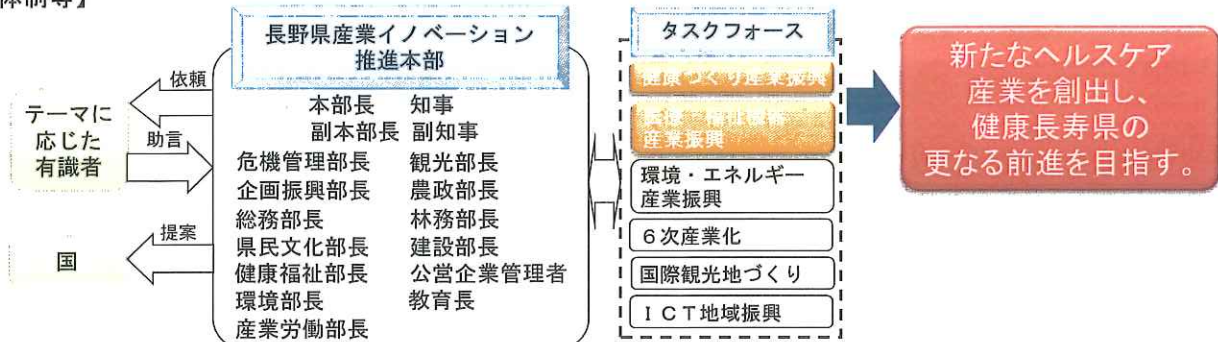 体制等】
長野県産業イノベーション
推進本部
本部長 知事
副本部長 副知事
危機管理部長 観光部長
企画振興部長 農政部長
総務部長 林務部長
県民文化部長 建設部長
健康福祉部長 公営企業管理者
環境部長 教育長
産業労働部長
依頼
テーマに
応じた
有識者
助言
提案
国
タスクフォース
健康づくり産業振興
医療・福祉機器
産業振興
環境・エネルギー
産業振興
6次産業化
国際観光地づくり
ICT地域振興
新たなヘルスケア
産業を創出し、
健康長寿県の
更なる前進を目指す。